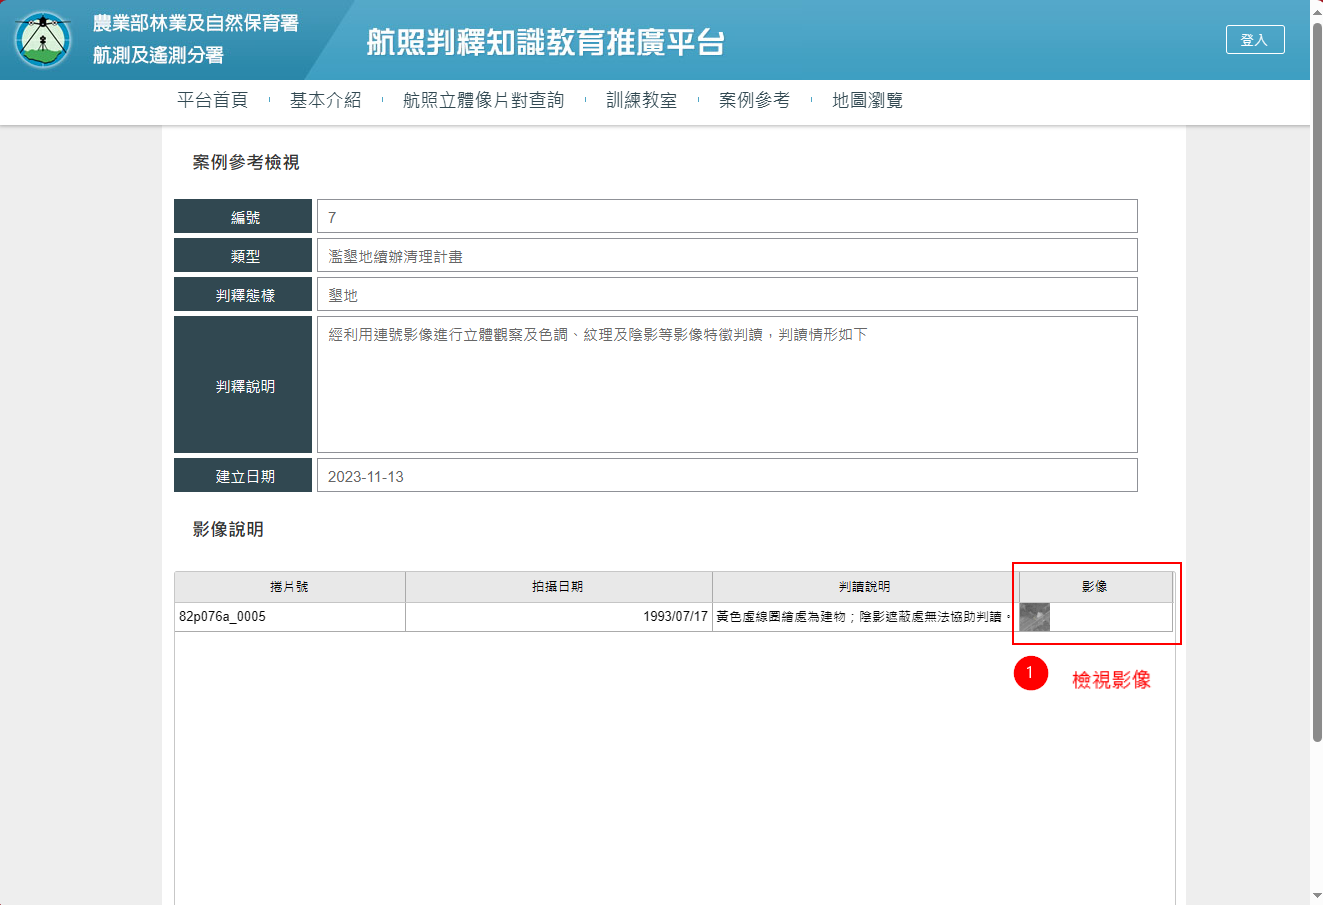 農業部林業及自然保育署
航測及遙測分署
航照判釋知識教育推廣平台
登入
平台首頁
基本介紹
航照立體像片對查詢
訓練教室
案例參考
地圖瀏覽
案例參考檢視
編號 7
類型 濫墾地續辦清理計畫
判釋態樣 墾地
判釋說明 經利用連號影像進行立體觀察及色調、紋理及陰影等影像特徵判讀，判讀情形如下
建立日期 2023-11-13
影像說明
捲片號 拍攝日期 判讀說明 影像
82p076a_0005 1993/07/17 黃色虛線圈繪處為建物；陰影遮蔽處無法協助判讀。
1 檢視影像